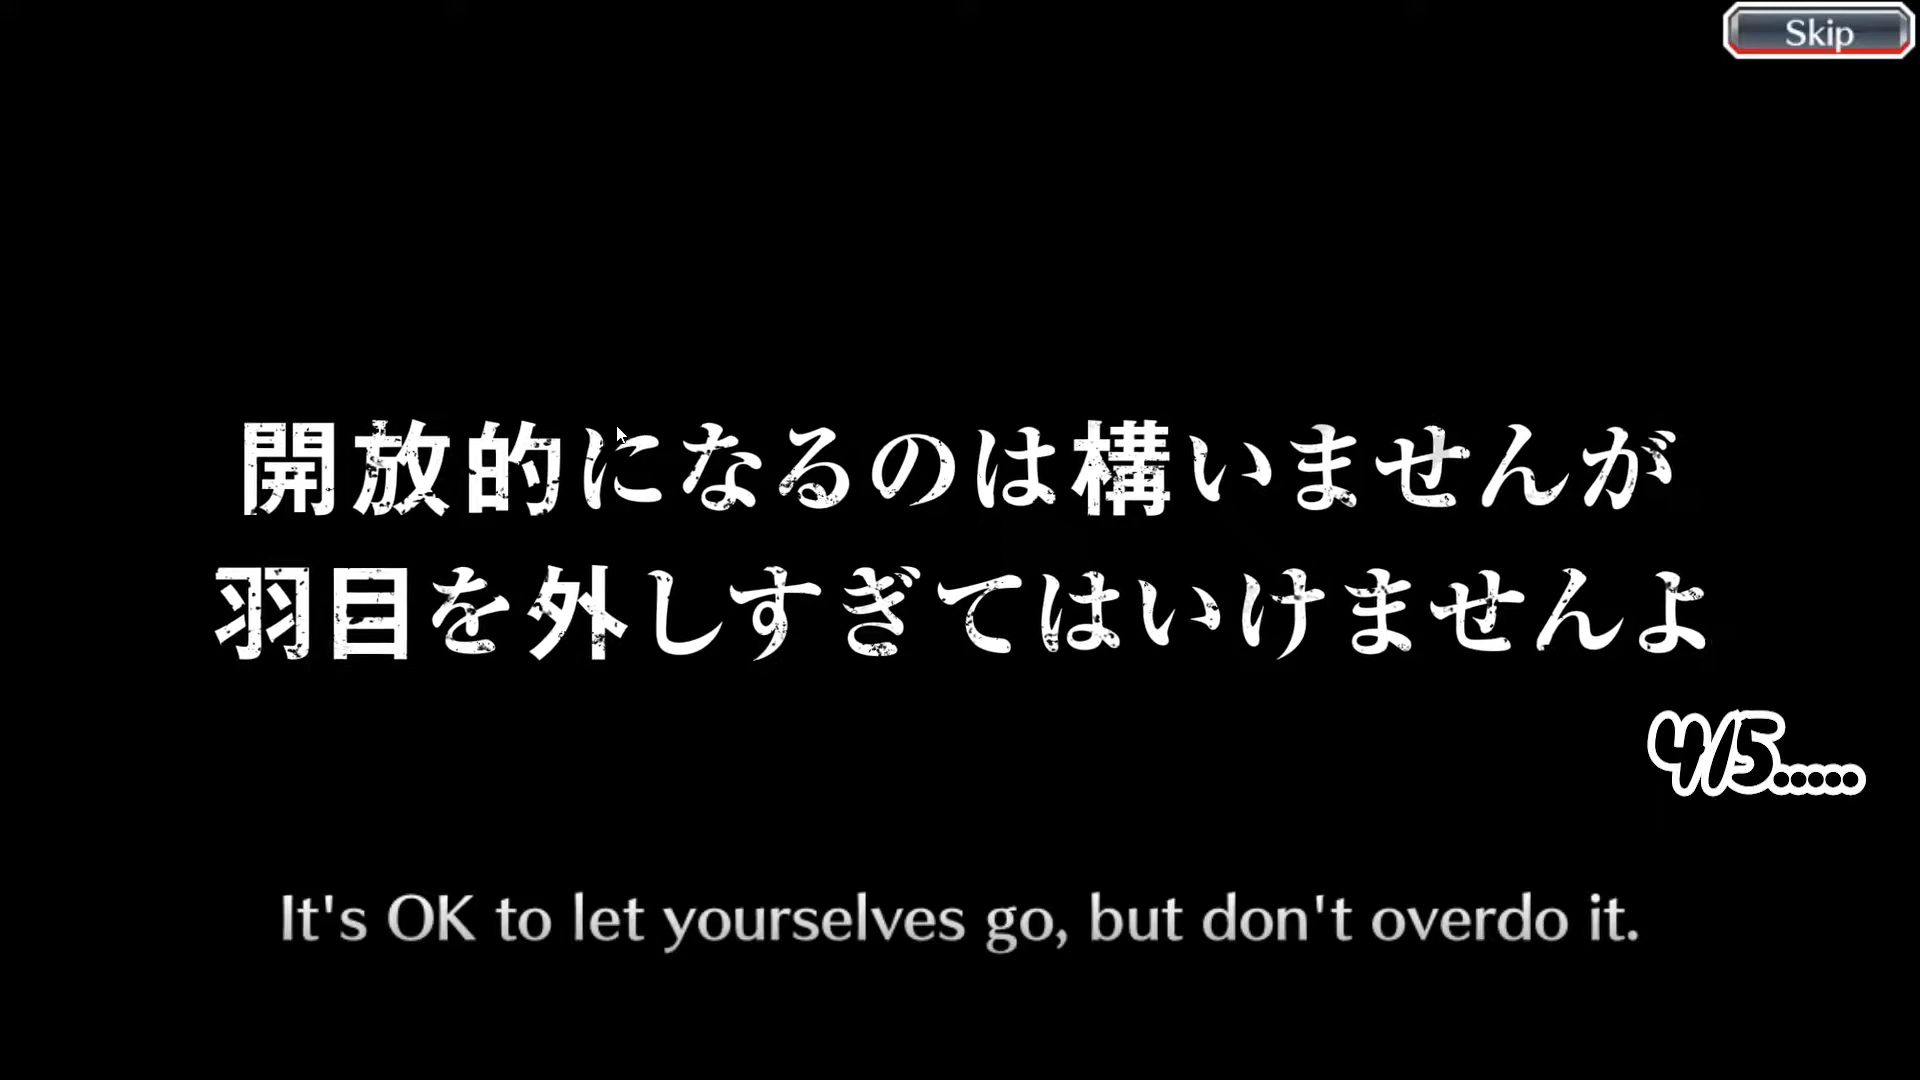 Skip
開放的になるのは構いませんが
羽目を外しすぎてはいけませんよ
4/5.....
It's OK to let yourselves go, but don't overdo it.